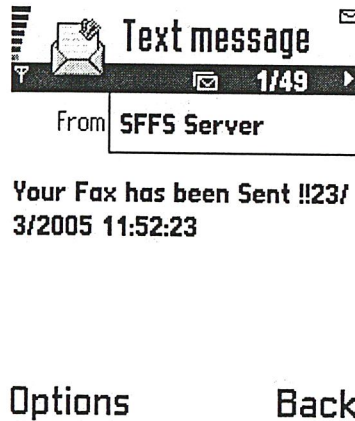 Text message
1/49
From SFFS Server
Your Fax has been Sent !!23/
3/2005 11:52:23
Options Back